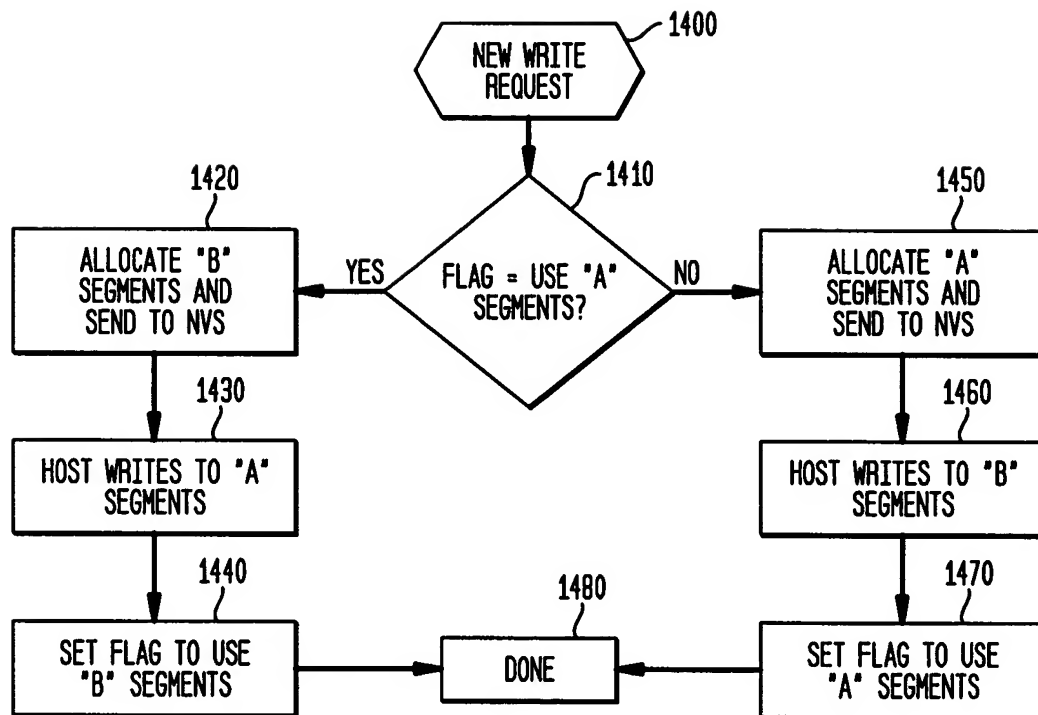 1400
NEW WRITE
REQUEST
1410
FLAG = USE "A"
SEGMENTS?
YES
NO
1420
ALLOCATE "B"
SEGMENTS AND
SEND TO NVS
1430
HOST WRITES TO "A"
SEGMENTS
1440
SET FLAG TO USE
"B" SEGMENTS
1450
ALLOCATE "A"
SEGMENTS AND
SEND TO NVS
1460
HOST WRITES TO "B"
SEGMENTS
1470
SET FLAG TO USE
"A" SEGMENTS
1480
DONE